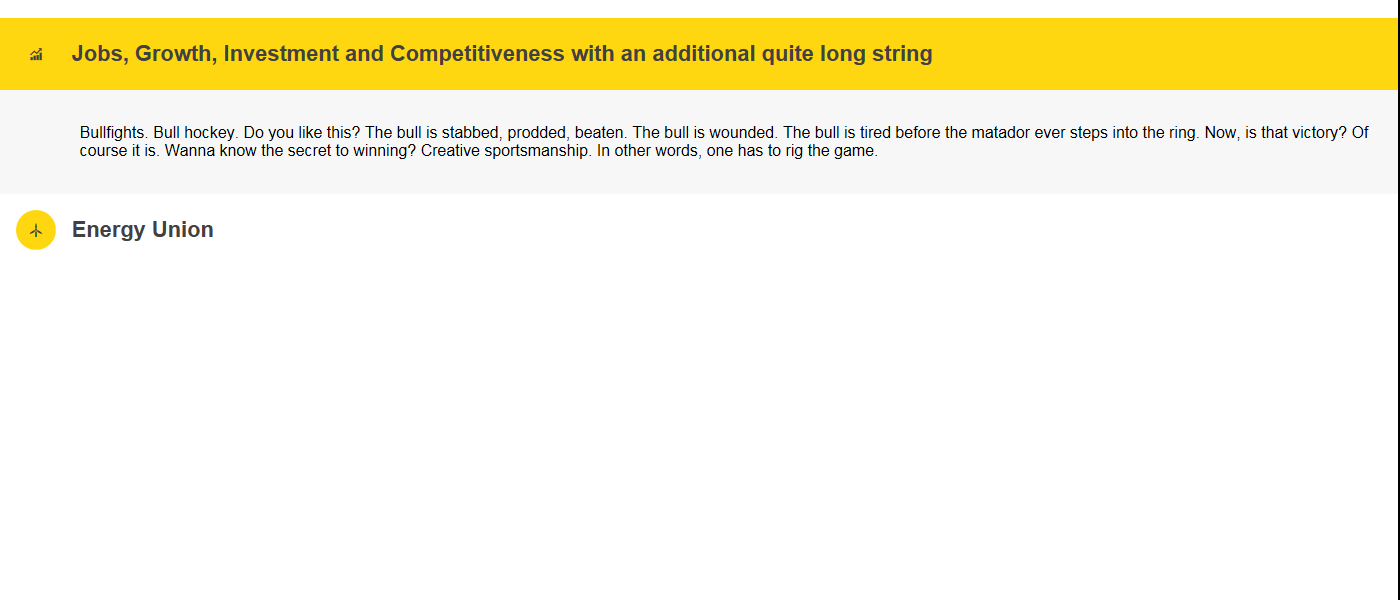 Jobs, Growth, Investment and Competitiveness with an additional quite long string
Bullfights. Bull hockey. Do you like this? The bull is stabbed, prodded, beaten. The bull is wounded. The bull is tired before the matador ever steps into the ring. Now, is that victory? Of
course it is. Wanna know the secret to winning? Creative sportsmanship. In other words, one has to rig the game.
Energy Union